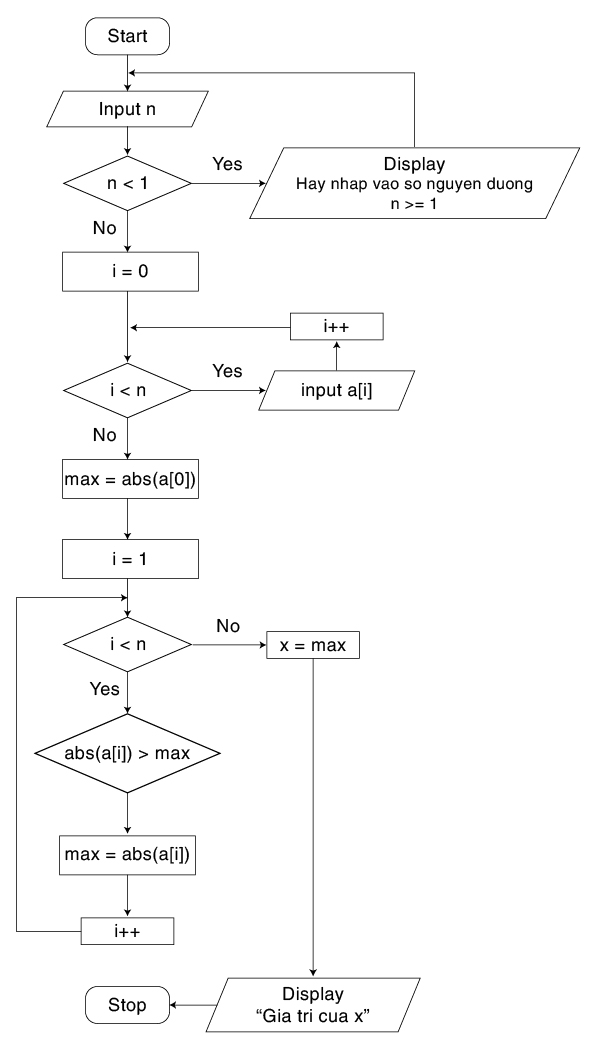 Start
Input n
n < 1
Yes
Display
Hay nhap vao so nguyen duong
n >= 1
No
i = 0
i++
i < n
Yes
input a[i]
No
max = abs(a[0])
i = 1
i < n
No
x = max
Yes
abs(a[i]) > max
max = abs(a[i])
i++
Display
“Gia tri cua x”
Stop